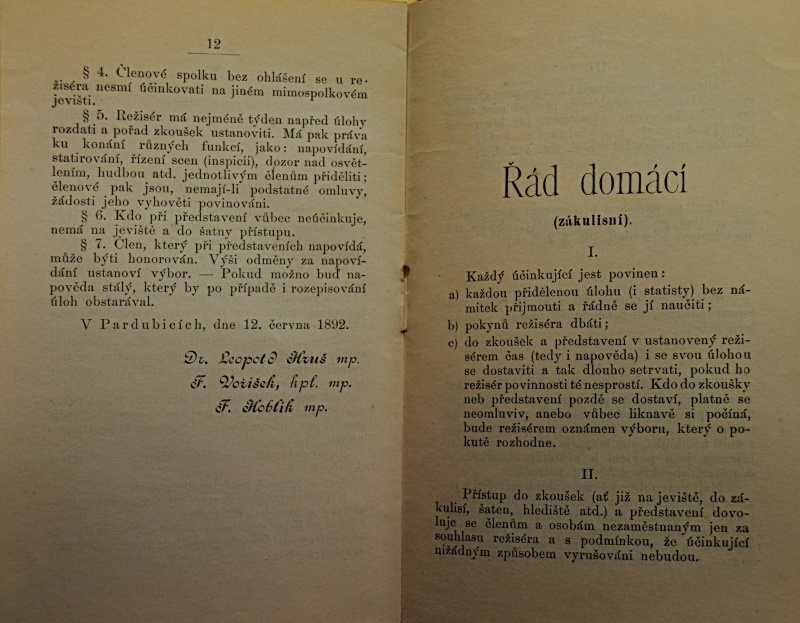 12
§ 4. Členové spolku bez ohlášení se u re-
žiséra nesmí účinkovati na jiném mimospolkovém
jevišti.
§ 5. Režisér má nejméně týden napřed úlohy
rozdati a pořad zkoušek ustanoviti. Má pak práva
ku konání různých funkcí, jako: napovídání,
statirování, řízení scen (inspicii), dozor nad osvět-
lením, hudbou atd. jednotlivým členům přiděliti;
členové pak jsou, nemají-li podstatné omluvy,
žádosti jeho vyhověti povinováni.
§ 6. Kdo při představení vůbec neúčinkuje,
nemá na jeviště a do šatny přístupu.
§ 7. Člen, který při představeních napovídá,
může býti honorován. Výši odměny za napoví-
dání ustanoví výbor. — Pokud možno buď na-
pověda stálý, který by po případě i rozepisování
úloh obstarával.
V Pardubicích, dne 12. června 1892.
Dr. Leopold Hruš mp.
F. Vožíšek, kpl. mp.
F. Hoblík mp.
Řád domácí
(zákulisní).
I.
Každý účinkující jest povinen:
a) každou přidělenou úlohu (i statisty) bez ná-
mitek přijmouti a řádně se jí naučiti;
b) pokynů režiséra dbáti;
c) do zkoušek a představení v ustanovený reži-
sérem čas (tedy i napověda) i se svou úlohou
se dostaviti a tak dlouho setrvati, pokud ho
režisér povinnosti té nesprostí. Kdo do zkoušky
neb představení pozdě se dostaví, platně se
neomluviv, anebo vůbec liknavě si počíná,
bude režisérem oznámen výboru, který o po-
kutě rozhodne.
II.
Přístup do zkoušek (ať již na jeviště, do zá-
kulisí, šaten, hlediště atd.) a představení dovo-
luje se členům a osobám nezaměstnaným jen za
souhlasu režiséra a s podmínkou, že účinkující
nižádným způsobem vyrušováni nebudou.